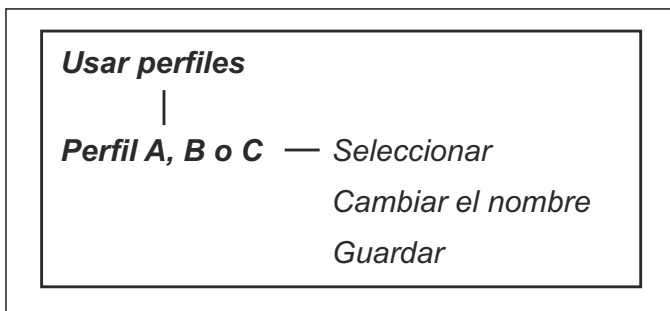 Usar perfiles
Perfil A, B o C — Seleccionar
Cambiar el nombre
Guardar